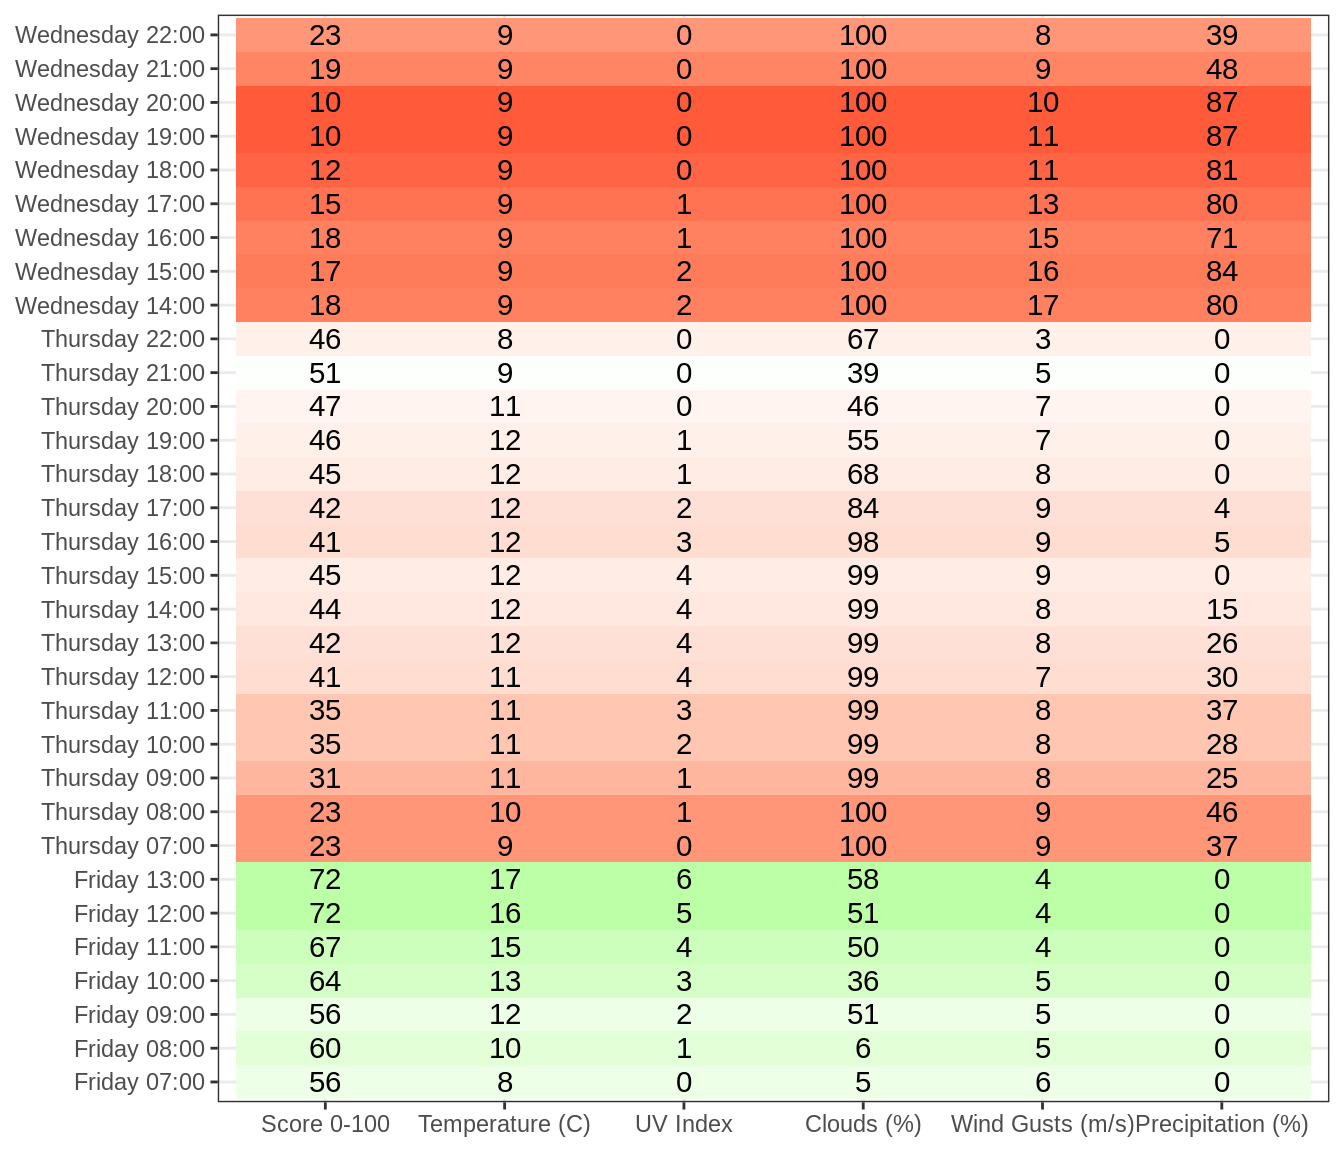 Wednesday 22:00 23 9 0 100 8 39
Wednesday 21:00 19 9 0 100 9 48
Wednesday 20:00 10 9 0 100 10 87
Wednesday 19:00 10 9 0 100 11 87
Wednesday 18:00 12 9 0 100 11 81
Wednesday 17:00 15 9 1 100 13 80
Wednesday 16:00 18 9 1 100 15 71
Wednesday 15:00 17 9 2 100 16 84
Wednesday 14:00 18 9 2 100 17 80
Thursday 22:00 46 8 0 67 3 0
Thursday 21:00 51 9 0 39 5 0
Thursday 20:00 47 11 0 46 7 0
Thursday 19:00 46 12 1 55 7 0
Thursday 18:00 45 12 1 68 8 0
Thursday 17:00 42 12 2 84 9 4
Thursday 16:00 41 12 3 98 9 5
Thursday 15:00 45 12 4 99 9 0
Thursday 14:00 44 12 4 99 8 15
Thursday 13:00 42 12 4 99 8 26
Thursday 12:00 41 11 4 99 7 30
Thursday 11:00 35 11 3 99 8 37
Thursday 10:00 35 11 2 99 8 28
Thursday 09:00 31 11 1 99 8 25
Thursday 08:00 23 10 1 100 9 46
Thursday 07:00 23 9 0 100 9 37
Friday 13:00 72 17 6 58 4 0
Friday 12:00 72 16 5 51 4 0
Friday 11:00 67 15 4 50 4 0
Friday 10:00 64 13 3 36 5 0
Friday 09:00 56 12 2 51 5 0
Friday 08:00 60 10 1 6 5 0
Friday 07:00 56 8 0 5 6 0
Score 0-100 Temperature (C) UV Index Clouds (%) Wind Gusts (m/s) Precipitation (%)